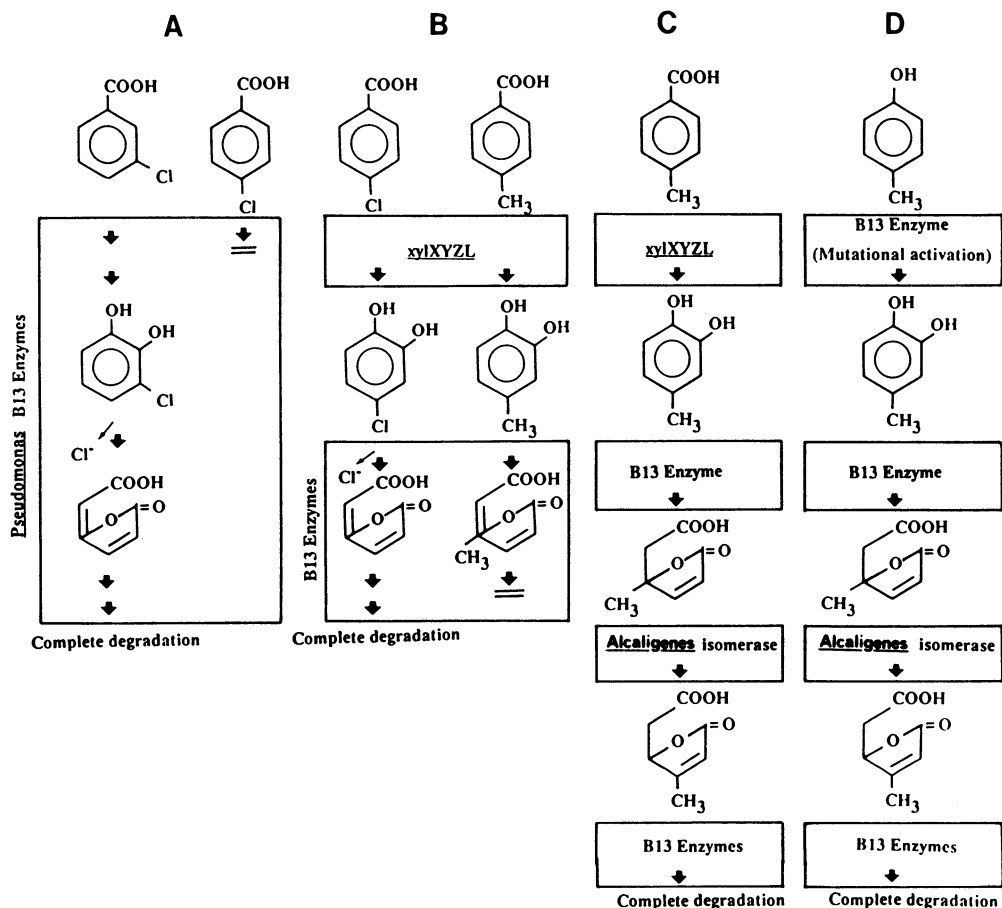 A
B
C
D
COOH
Cl
COOH
Cl
COOH
Cl
COOH
CH3
COOH
CH3
OH
CH3
Pseudomonas B13 Enzymes
OH
OH
Cl
Cl-
COOH
O
=O
Complete degradation
xylXYZL
OH
OH
Cl
OH
OH
CH3
B13 Enzymes
Cl-
COOH
O
=O
COOH
O
=O
CH3
Complete degradation
xylXYZL
OH
OH
CH3
B13 Enzyme
COOH
O
=O
CH3
Alcaligenes isomerase
COOH
O
=O
CH3
B13 Enzymes
Complete degradation
B13 Enzyme
(Mutational activation)
OH
OH
CH3
B13 Enzyme
COOH
O
=O
CH3
Alcaligenes isomerase
COOH
O
=O
CH3
B13 Enzymes
Complete degradation